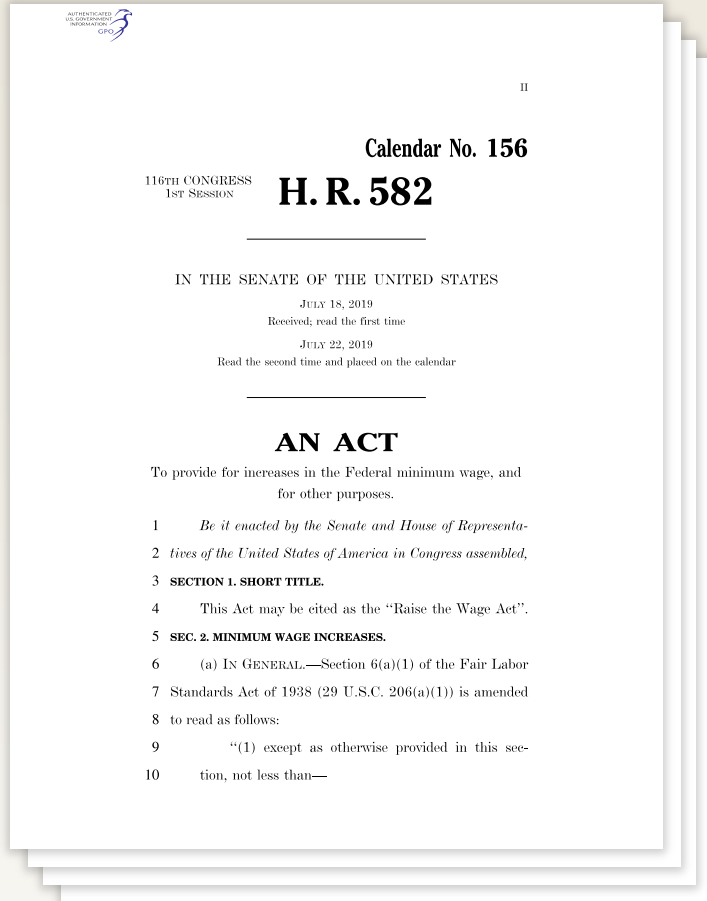 AUTHENTICATED
U.S. GOVERNMENT
INFORMATION
GPO
II
Calendar No. 156
116TH CONGRESS
1ST SESSION
H. R. 582
IN THE SENATE OF THE UNITED STATES
JULY 18, 2019
Received; read the first time
JULY 22, 2019
Read the second time and placed on the calendar
AN ACT
To provide for increases in the Federal minimum wage, and
for other purposes.
1 Be it enacted by the Senate and House of Representa-
2 tives of the United States of America in Congress assembled,
3 SECTION 1. SHORT TITLE.
4 This Act may be cited as the ‘‘Raise the Wage Act’’.
5 SEC. 2. MINIMUM WAGE INCREASES.
6 (a) IN GENERAL.—Section 6(a)(1) of the Fair Labor
7 Standards Act of 1938 (29 U.S.C. 206(a)(1)) is amended
8 to read as follows:
9 ‘‘(1) except as otherwise provided in this sec-
10 tion, not less than—